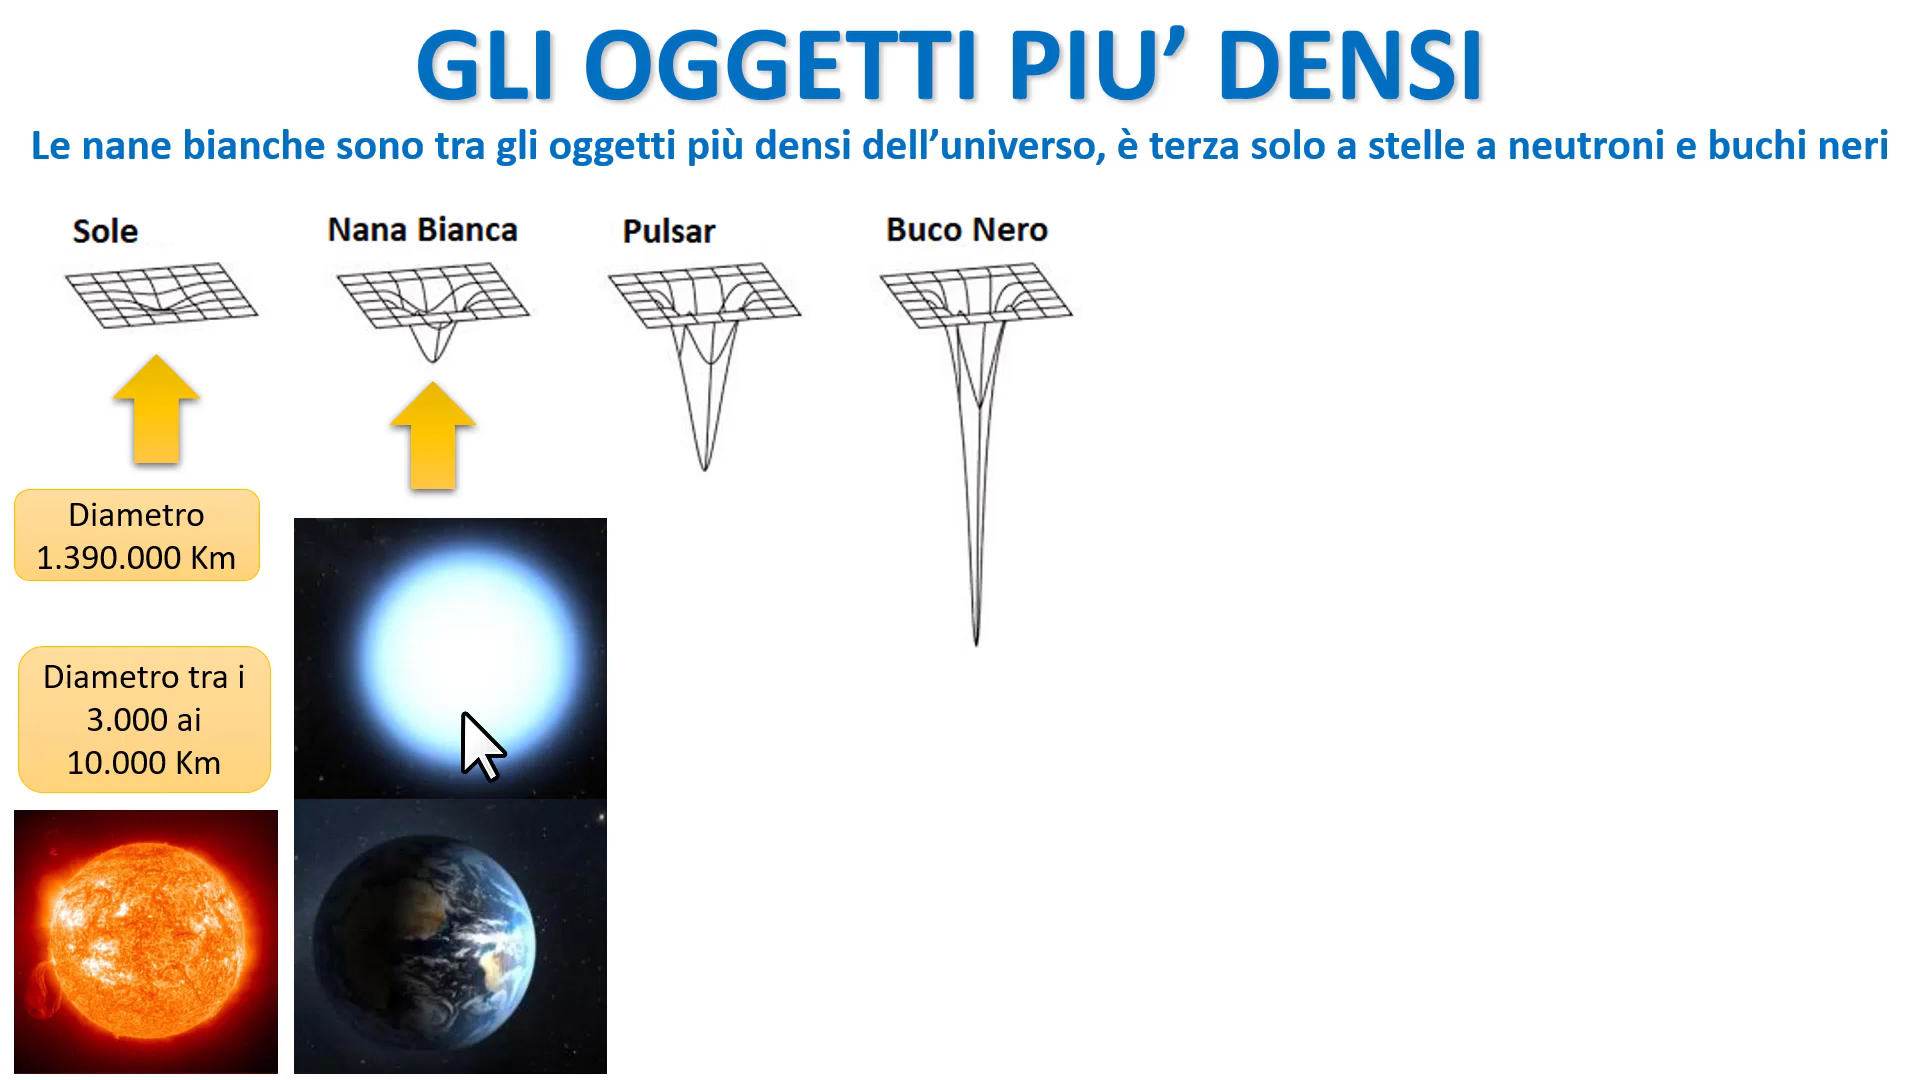 GLI OGGETTI PIU’ DENSI
Le nane bianche sono tra gli oggetti più densi dell’universo, è terza solo a stelle a neutroni e buchi neri
Sole
Nana Bianca
Pulsar
Buco Nero
Diametro
1.390.000 Km
Diametro tra i
3.000 ai
10.000 Km